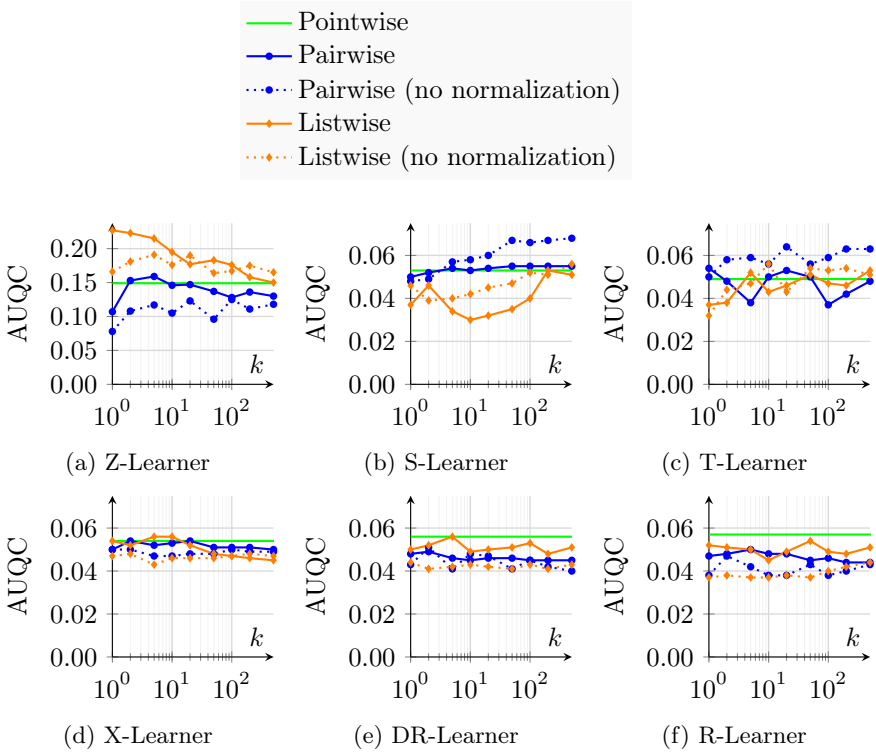 Pointwise
Pairwise
Pairwise (no normalization)
Listwise
Listwise (no normalization)
AUQC
0.20
0.15
0.10
0.05
0.00
k
10^0 10^1 10^2
(a) Z-Learner
AUQC
0.06
0.04
0.02
0.00
k
10^0 10^1 10^2
(b) S-Learner
AUQC
0.06
0.04
0.02
0.00
k
10^0 10^1 10^2
(c) T-Learner
AUQC
0.06
0.04
0.02
0.00
k
10^0 10^1 10^2
(d) X-Learner
AUQC
0.06
0.04
0.02
0.00
k
10^0 10^1 10^2
(e) DR-Learner
AUQC
0.06
0.04
0.02
0.00
k
10^0 10^1 10^2
(f) R-Learner